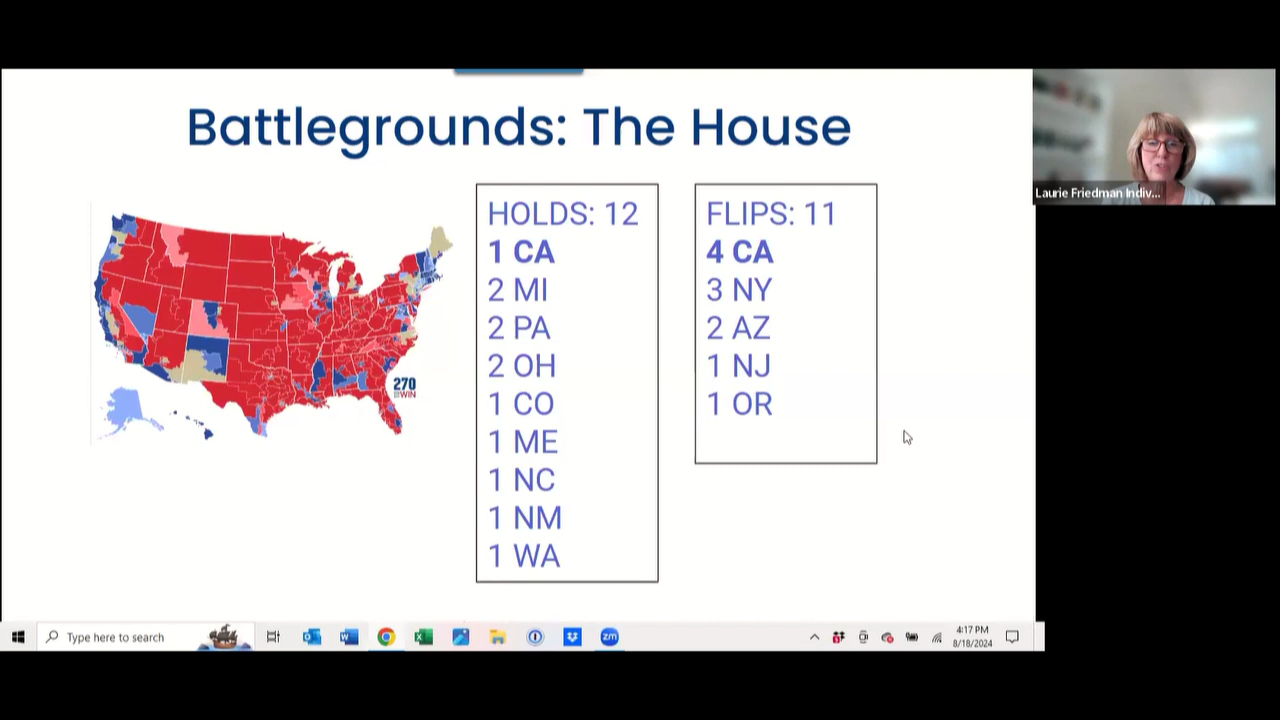 Battlegrounds: The House
HOLDS: 12
1 CA
2 MI
2 PA
2 OH
1 CO
1 ME
1 NC
1 NM
1 WA
FLIPS: 11
4 CA
3 NY
2 AZ
1 NJ
1 OR
270
WIN
Laurie Friedman Indiv...
Type here to search
zm
4:17 PM
8/18/2024